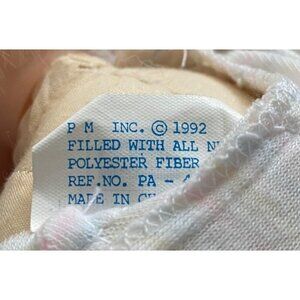 P M INC. © 1992
FILLED WITH ALL
POLYESTER FIBER
REF.NO. PA -
MADE IN